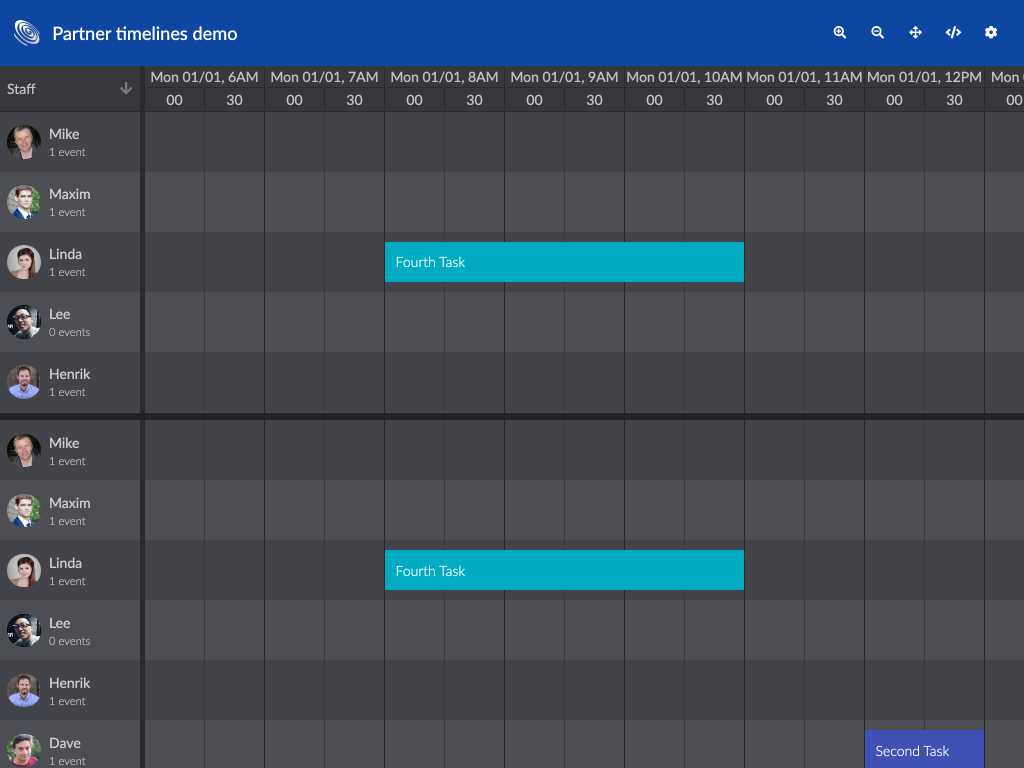 Partner timelines demo
Staff
Mon 01/01, 6AM Mon 01/01, 7AM Mon 01/01, 8AM Mon 01/01, 9AM Mon 01/01, 10AM Mon 01/01, 11AM Mon 01/01, 12PM Mon
00 30 00 30 00 30 00 30 00 30 00 30 00 30 00
Mike
1 event
Maxim
1 event
Linda
1 event
Fourth Task
Lee
0 events
Henrik
1 event
Mike
1 event
Maxim
1 event
Linda
1 event
Fourth Task
Lee
0 events
Henrik
1 event
Dave
1 event
Second Task